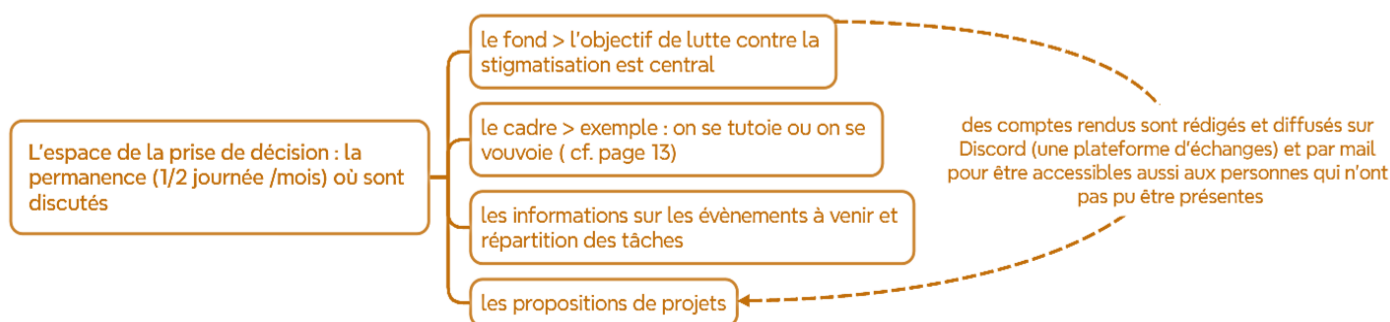 le fond > l'objectif de lutte contre la
stigmatisation est central
L'espace de la prise de décision : la
permanence (1/2 journée /mois) où sont
discutés
le cadre > exemple : on se tutoie ou on se
vouvoie ( cf. page 13)
les informations sur les évènements à venir et
répartition des tâches
les propositions de projets
des comptes rendus sont rédigés et diffusés sur
Discord (une plateforme d'échanges) et par mail
pour être accessibles aussi aux personnes qui n'ont
pas pu être présentes